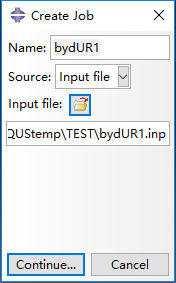 Create Job
Name: bydUR1
Source: Input file
Input file:
QUStemp\TEST\bydUR1.inp
Continue... Cancel